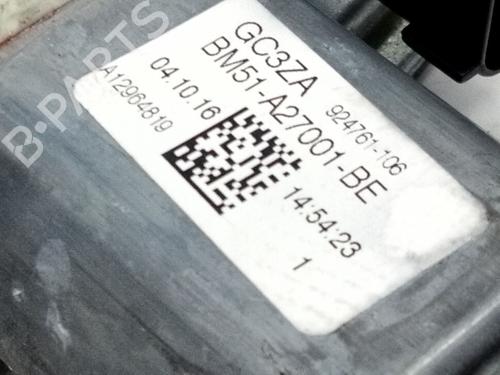 GC3ZA
924761-106
BM51-A27001-BE
04.10.16
14:54:23
A12964819
1
B-PARTS